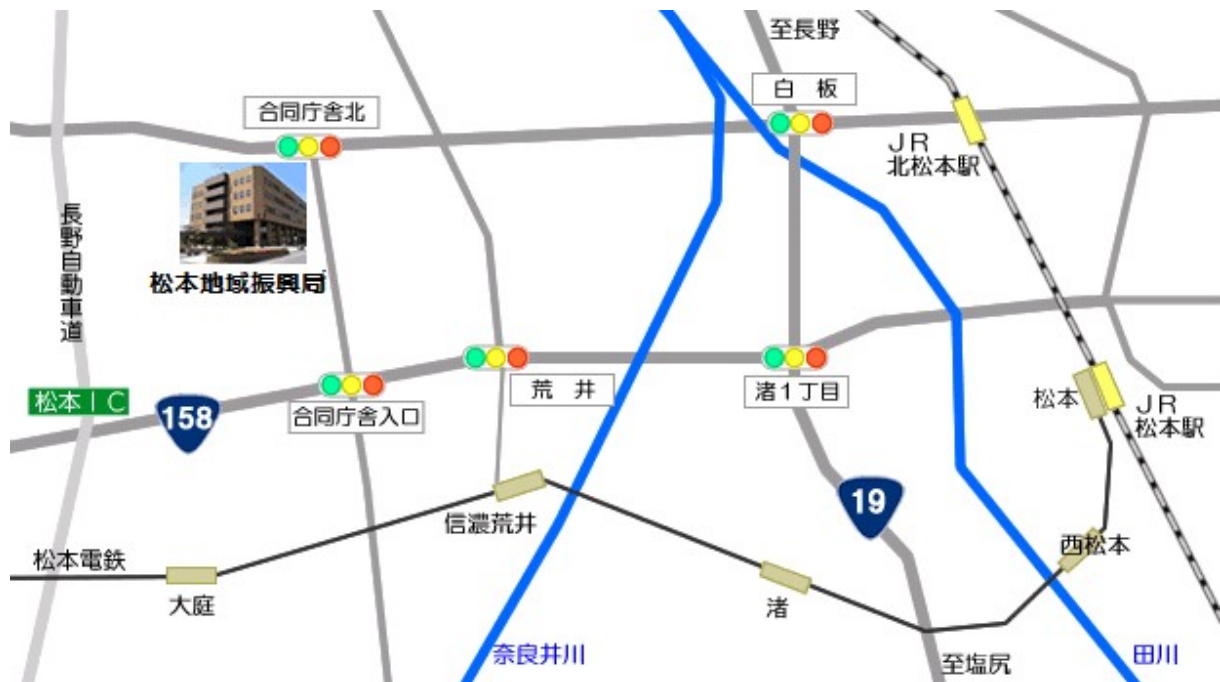 至長野
白 板
合同庁舎北
JR
北松本駅
長野自動車道
松本地域振興局
松本IC
158
合同庁舎入口
荒 井
渚1丁目
松本
JR
松本駅
19
信濃荒井
西松本
松本電鉄
大庭
渚
奈良井川
至塩尻
田川